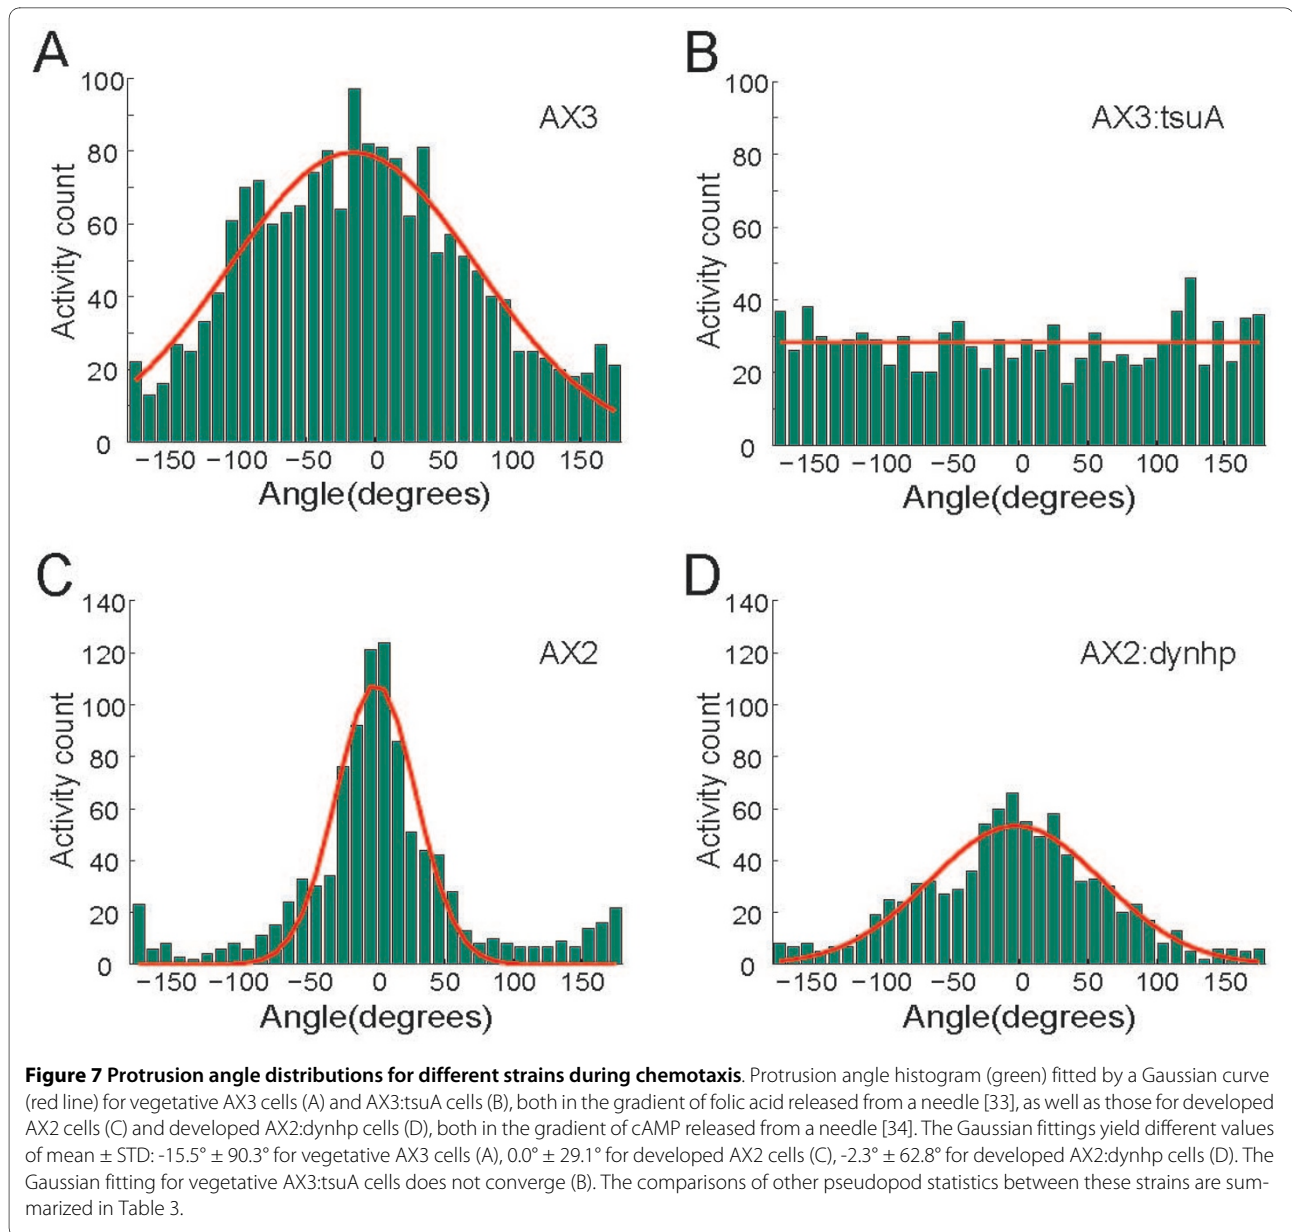 A
AX3
100
80
60
40
20
0
Activity count
−150 −100 −50 0 50 100 150
Angle(degrees)
B
AX3:tsuA
100
80
60
40
20
0
Activity count
−150 −100 −50 0 50 100 150
Angle(degrees)
C
AX2
140
120
100
80
60
40
20
0
Activity count
−150 −100 −50 0 50 100 150
Angle(degrees)
D
AX2:dynhp
140
120
100
80
60
40
20
0
Activity count
−150 −100 −50 0 50 100 150
Angle(degrees)
Figure 7 Protrusion angle distributions for different strains during chemotaxis. Protrusion angle histogram (green) fitted by a Gaussian curve
(red line) for vegetative AX3 cells (A) and AX3:tsuA cells (B), both in the gradient of folic acid released from a needle [33], as well as those for developed
AX2 cells (C) and developed AX2:dynhp cells (D), both in the gradient of cAMP released from a needle [34]. The Gaussian fittings yield different values
of mean ± STD: -15.5° ± 90.3° for vegetative AX3 cells (A), 0.0° ± 29.1° for developed AX2 cells (C), -2.3° ± 62.8° for developed AX2:dynhp cells (D). The
Gaussian fitting for vegetative AX3:tsuA cells does not converge (B). The comparisons of other pseudopod statistics between these strains are sum-
marized in Table 3.